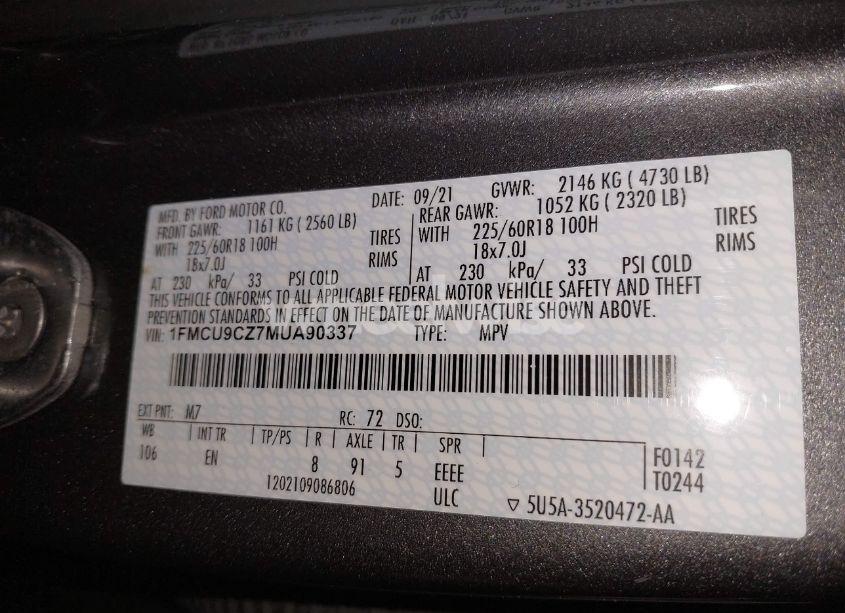 MFD. BY FORD MOTOR CO. DATE: 09/21 GVWR: 2146 KG ( 4730 LB)
FRONT GAWR: 1161 KG ( 2560 LB) REAR GAWR: 1052 KG ( 2320 LB)
WITH 225/60R18 100H TIRES WITH 225/60R18 100H TIRES
18x7.0J RIMS 18x7.0J RIMS
AT 230 kPa/ 33 PSI COLD AT 230 kPa/ 33 PSI COLD
THIS VEHICLE CONFORMS TO ALL APPLICABLE FEDERAL MOTOR VEHICLE SAFETY AND THEFT
PREVENTION STANDARDS IN EFFECT ON THE DATE OF MANUFACTURE SHOWN ABOVE.
VIN: 1FMCU9CZ7MUA90337 TYPE: MPV
EXT PNT: M7 RC: 72 DSO:
WB INT TR TP/PS R AXLE TR SPR F0142
106 EN 8 91 5 EEEE T0244
1202109086806 ULC ▽ 5U5A-3520472-AA